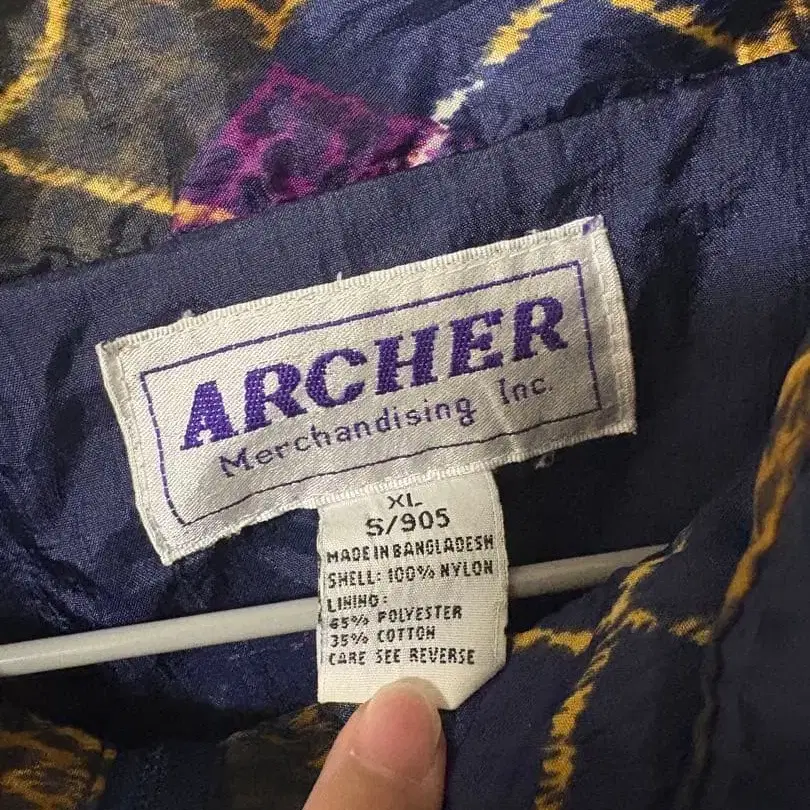 ARCHER
Merchandising Inc.
XL
S/905
MADE IN BANGLADESH
SHELL: 100% NYLON
LINING:
65% POLYESTER
35% COTTON
CARE SEE REVERSE